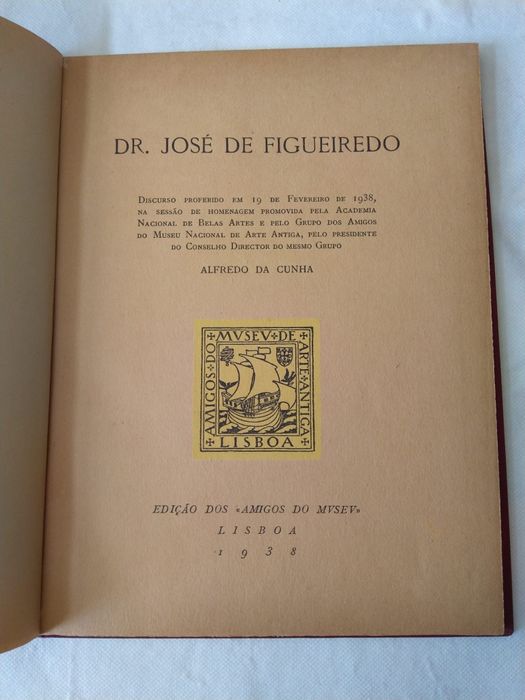 DR. JOSÉ DE FIGUEIREDO
DISCURSO PROFERIDO EM 19 DE FEVEREIRO DE 1938,
NA SESSÃO DE HOMENAGEM PROMOVIDA PELA ACADEMIA
NACIONAL DE BELAS ARTES E PELO GRUPO DOS AMIGOS
DO MUSEU NACIONAL DE ARTE ANTIGA, PELO PRESIDENTE
DO CONSELHO DIRECTOR DO MESMO GRUPO
ALFREDO DA CUNHA
AMIGOS DO
MVSEV DE
ARTE ANTIGA
LISBOA
EDIÇÃO DOS «AMIGOS DO MVSEV»
LISBOA
1938